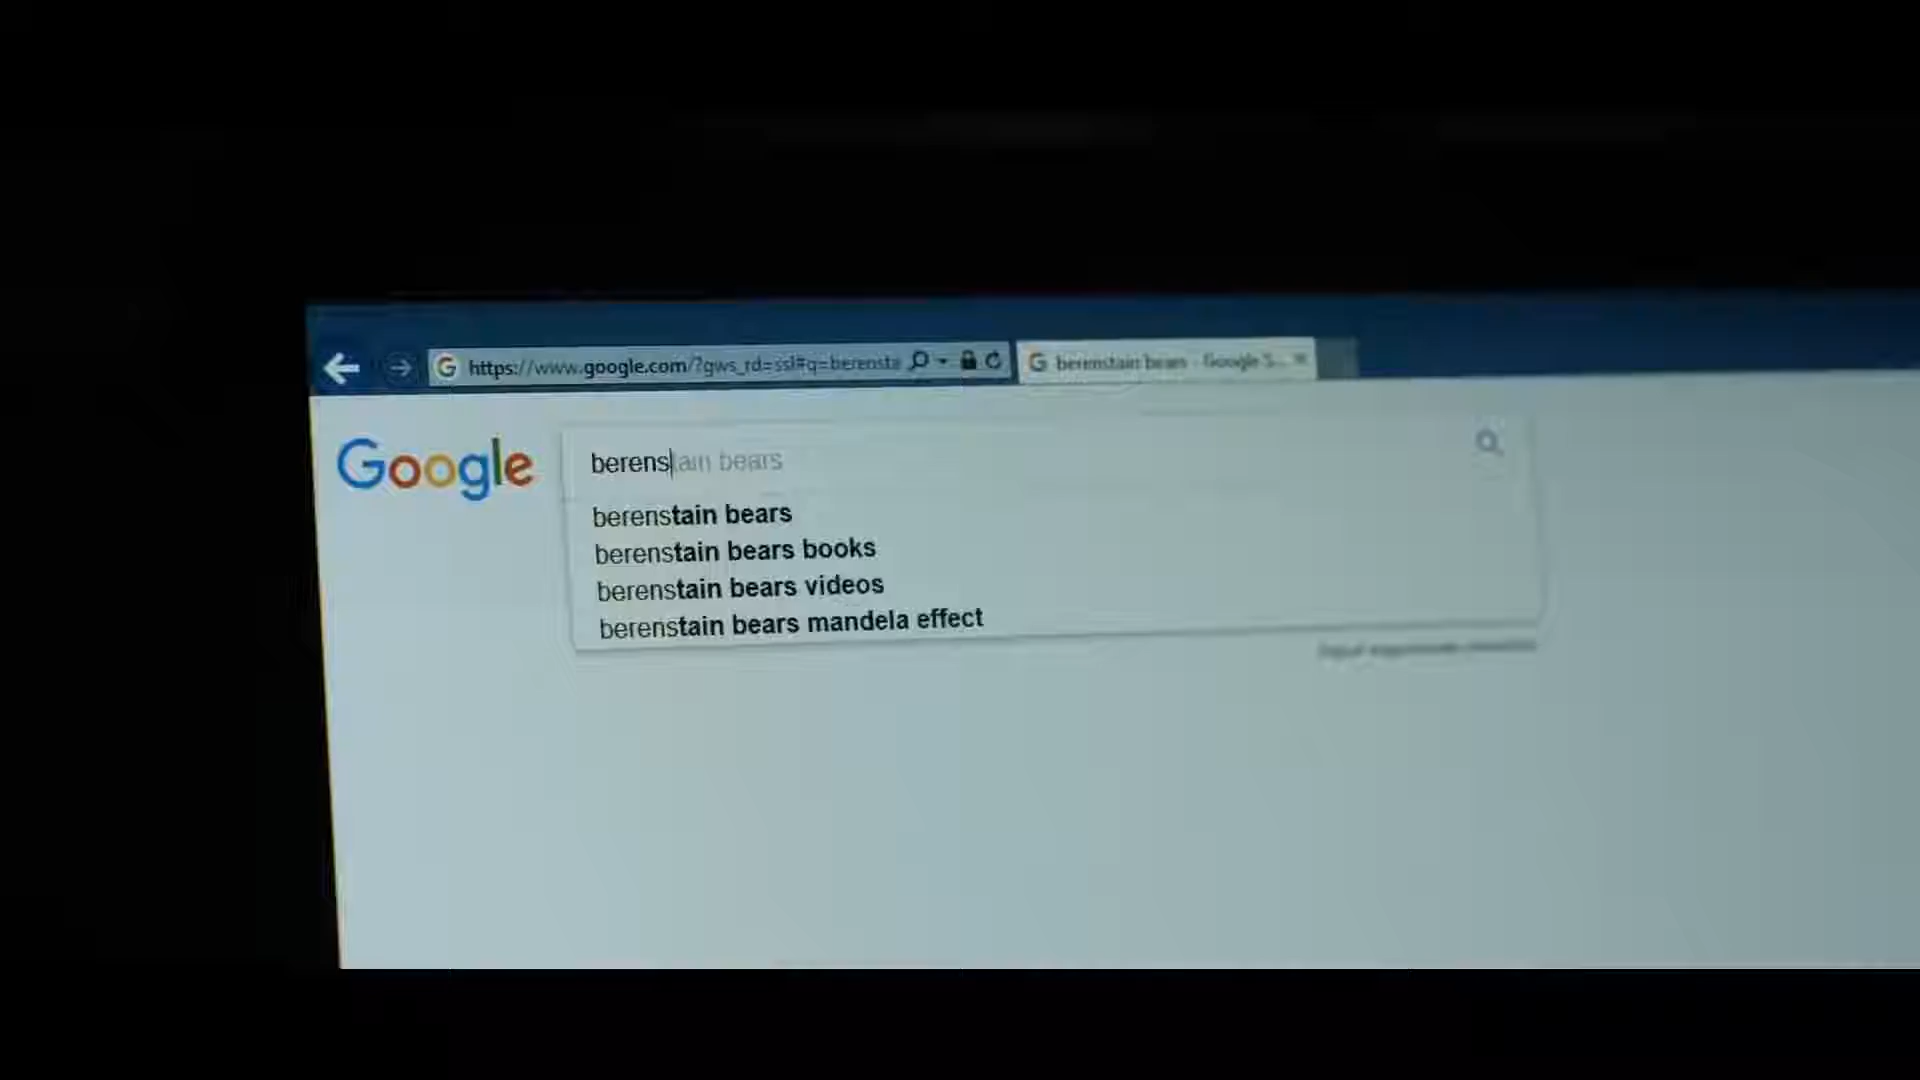 https://www.google.com/?gws_rd=ssl#q=berensta
berenstain bears - Google S...
Google
berenstain bears
berenstain bears
berenstain bears books
berenstain bears videos
berenstain bears mandela effect